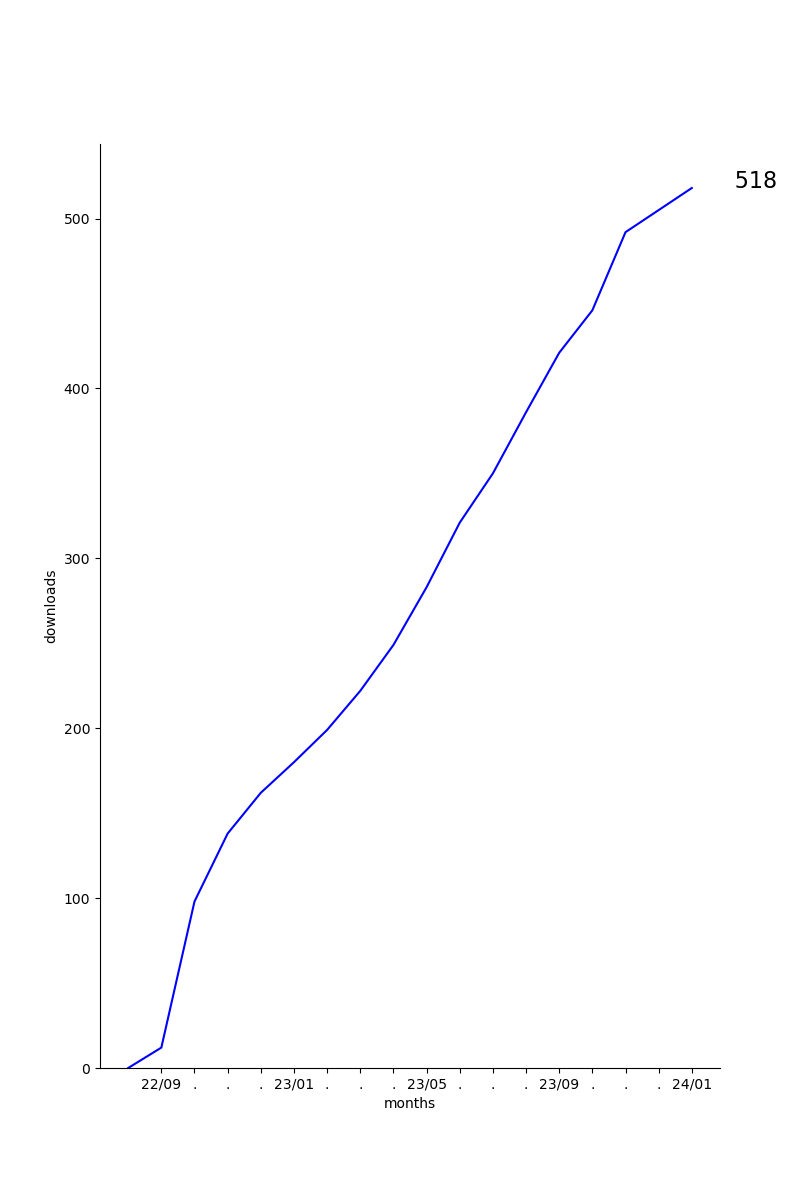 518
500
400
300
200
100
0
downloads
22/09 . . . 23/01 . . . 23/05 . . . 23/09 . . . 24/01
months